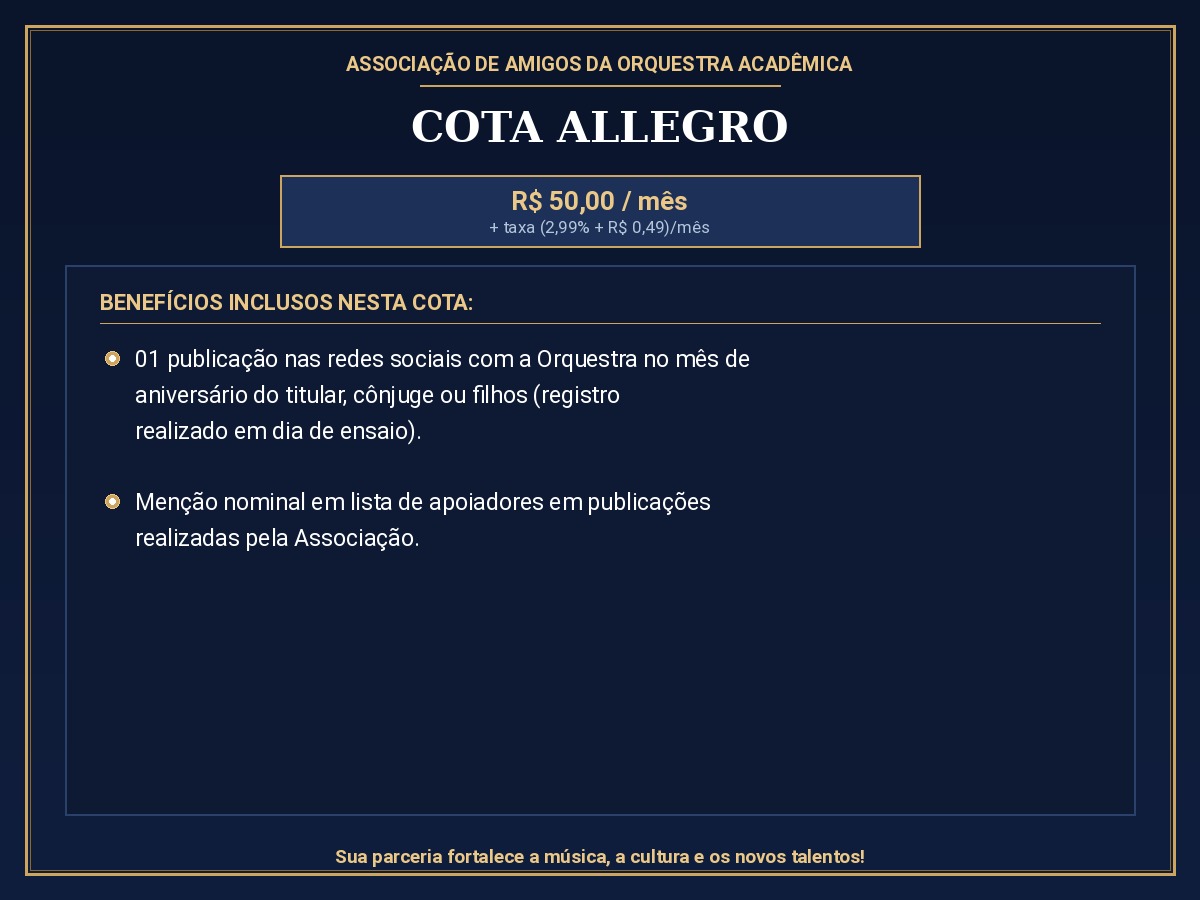 ASSOCIAÇÃO DE AMIGOS DA ORQUESTRA ACADÊMICA
COTA ALLEGRO
R$ 50,00 / mês
+ taxa (2,99% + R$ 0,49)/mês
BENEFÍCIOS INCLUSOS NESTA COTA:
01 publicação nas redes sociais com a Orquestra no mês de
aniversário do titular, cônjuge ou filhos (registro
realizado em dia de ensaio).
Menção nominal em lista de apoiadores em publicações
realizadas pela Associação.
Sua parceria fortalece a música, a cultura e os novos talentos!